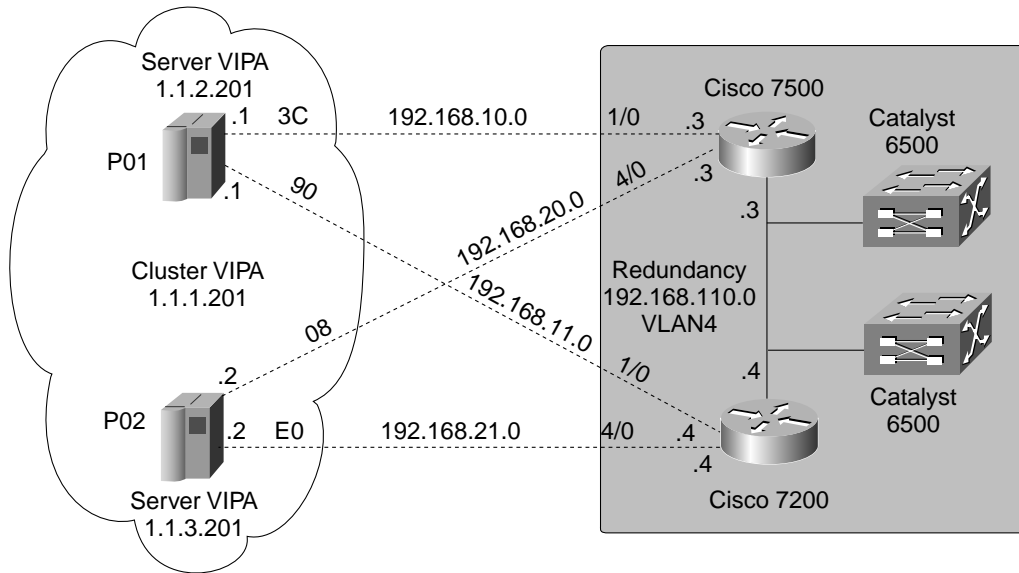 Server VIPA
1.1.2.201
.1
3C
192.168.10.0
1/0
.3
Cisco 7500
Catalyst
6500
P01
.1
90
4/0
.3
.3
192.168.20.0
Cluster VIPA
1.1.1.201
Redundancy
192.168.110.0
VLAN4
192.168.11.0
08
1/0
.2
.4
P02
.2
E0
192.168.21.0
4/0
.4
.4
Catalyst
6500
Server VIPA
1.1.3.201
Cisco 7200